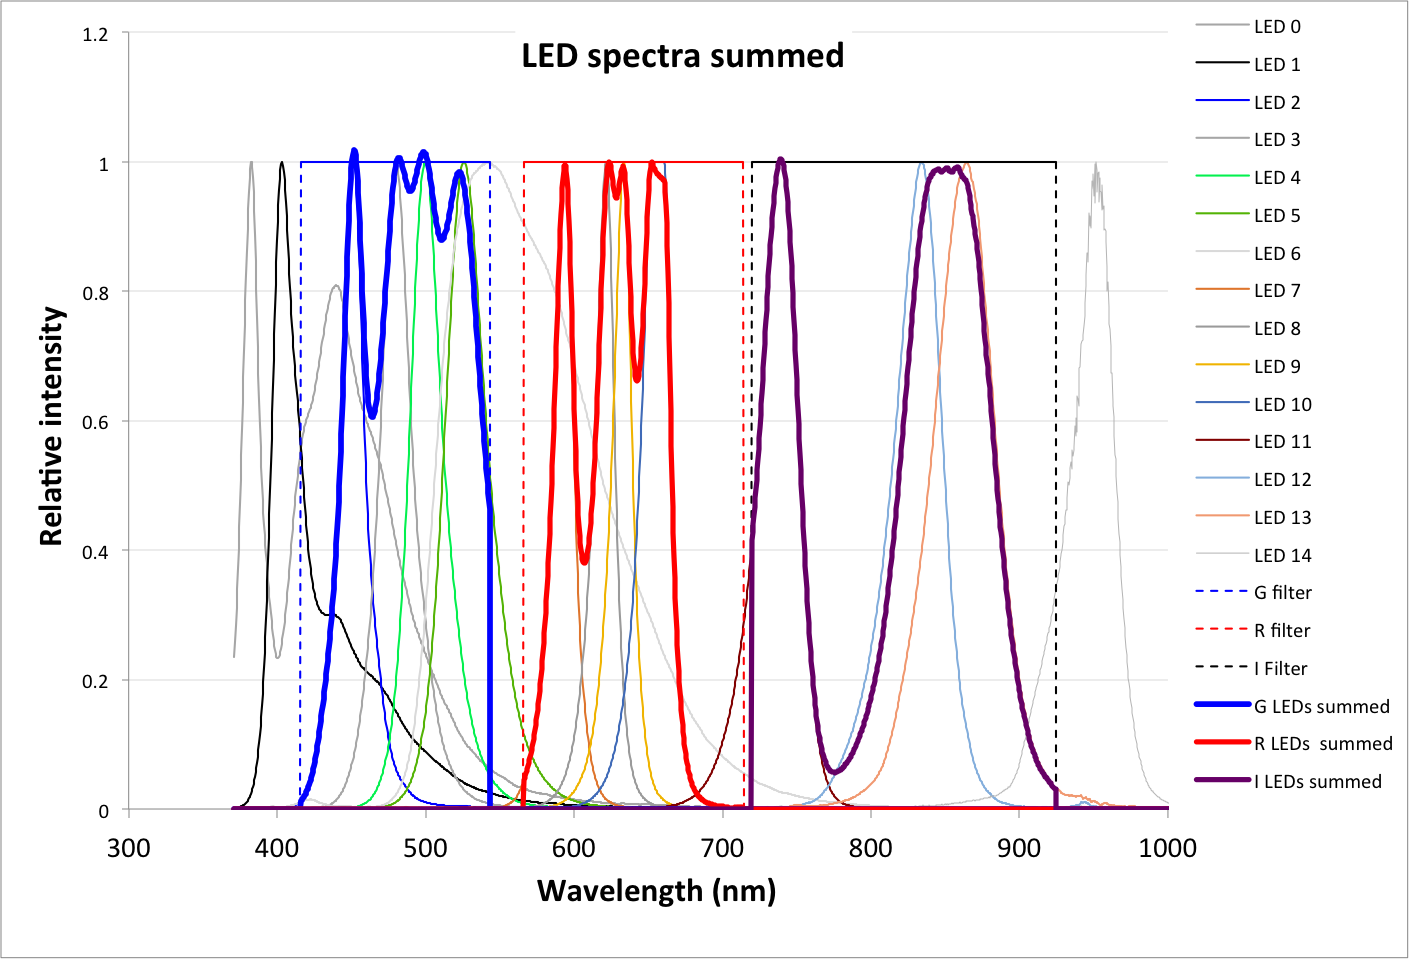 LED spectra summed
1.2
1
0.8
0.6
0.4
0.2
0
Relative intensity
300 400 500 600 700 800 900 1000
Wavelength (nm)
LED 0
LED 1
LED 2
LED 3
LED 4
LED 5
LED 6
LED 7
LED 8
LED 9
LED 10
LED 11
LED 12
LED 13
LED 14
G filter
R filter
I Filter
G LEDs summed
R LEDs  summed
I LEDs summed